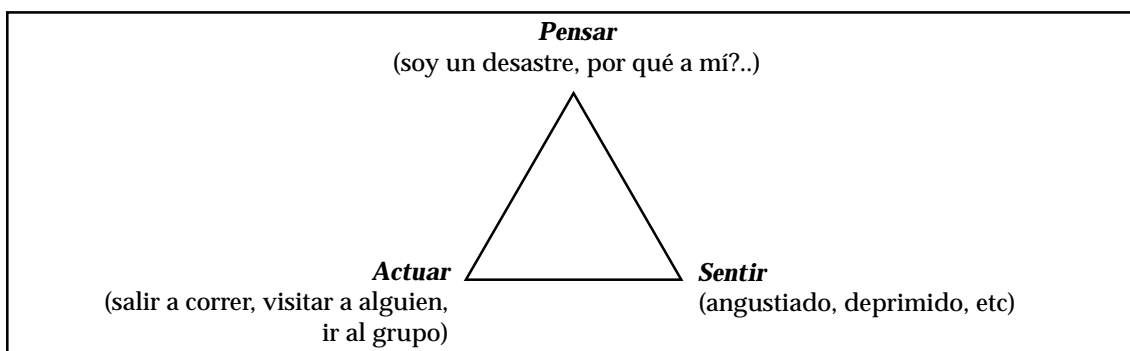 Pensar
(soy un desastre, por qué a mí?..)
Actuar
(salir a correr, visitar a alguien,
ir al grupo)
Sentir
(angustiado, deprimido, etc)